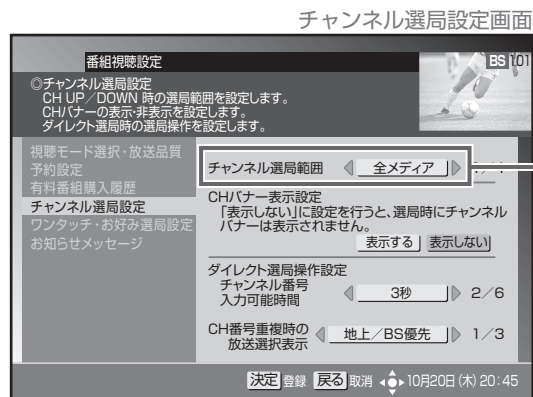 チャンネル選局設定画面
番組視聴設定
BS 101
◎チャンネル選局設定
CH UP／DOWN 時の選局範囲を設定します。
CHバナーの表示・非表示を設定します。
ダイレクト選局時の選局操作を設定します。
視聴モード選択・放送品質
予約設定
有料番組購入履歴
チャンネル選局設定
ワンタッチ・お好み選局設定
お知らせメッセージ
チャンネル選局範囲 全メディア
CHバナー表示設定
「表示しない」に設定を行うと、選局時にチャンネル
バナーは表示されません。
表示する 表示しない
ダイレクト選局操作設定
チャンネル番号
入力可能時間 3秒 2／6
CH番号重複時の
放送選択表示 地上／BS優先 1／3
決定 登録 戻る 取消 10月20日(木) 20:45